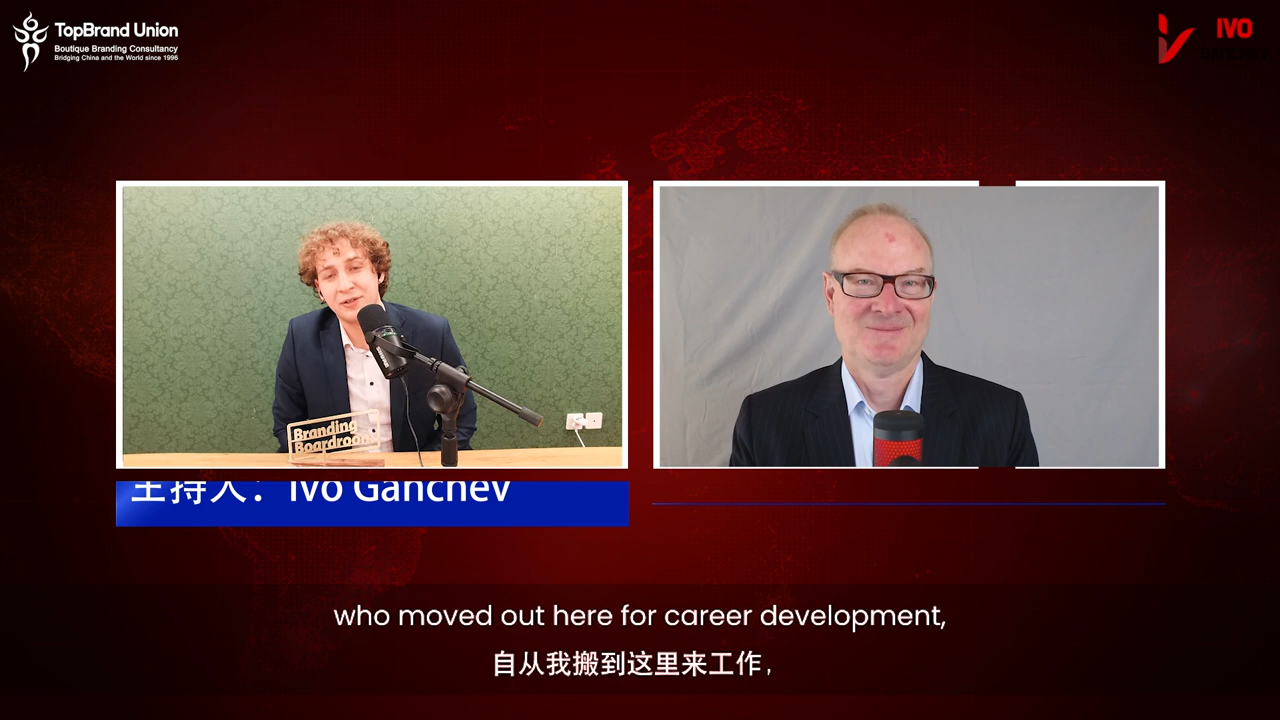 TopBrand Union
Boutique Branding Consultancy
Bridging China and the World since 1996
IVO
Branding
Boardroom
主持人：Ivo Ganchev
who moved out here for career development,
自从我搬到这里来工作，